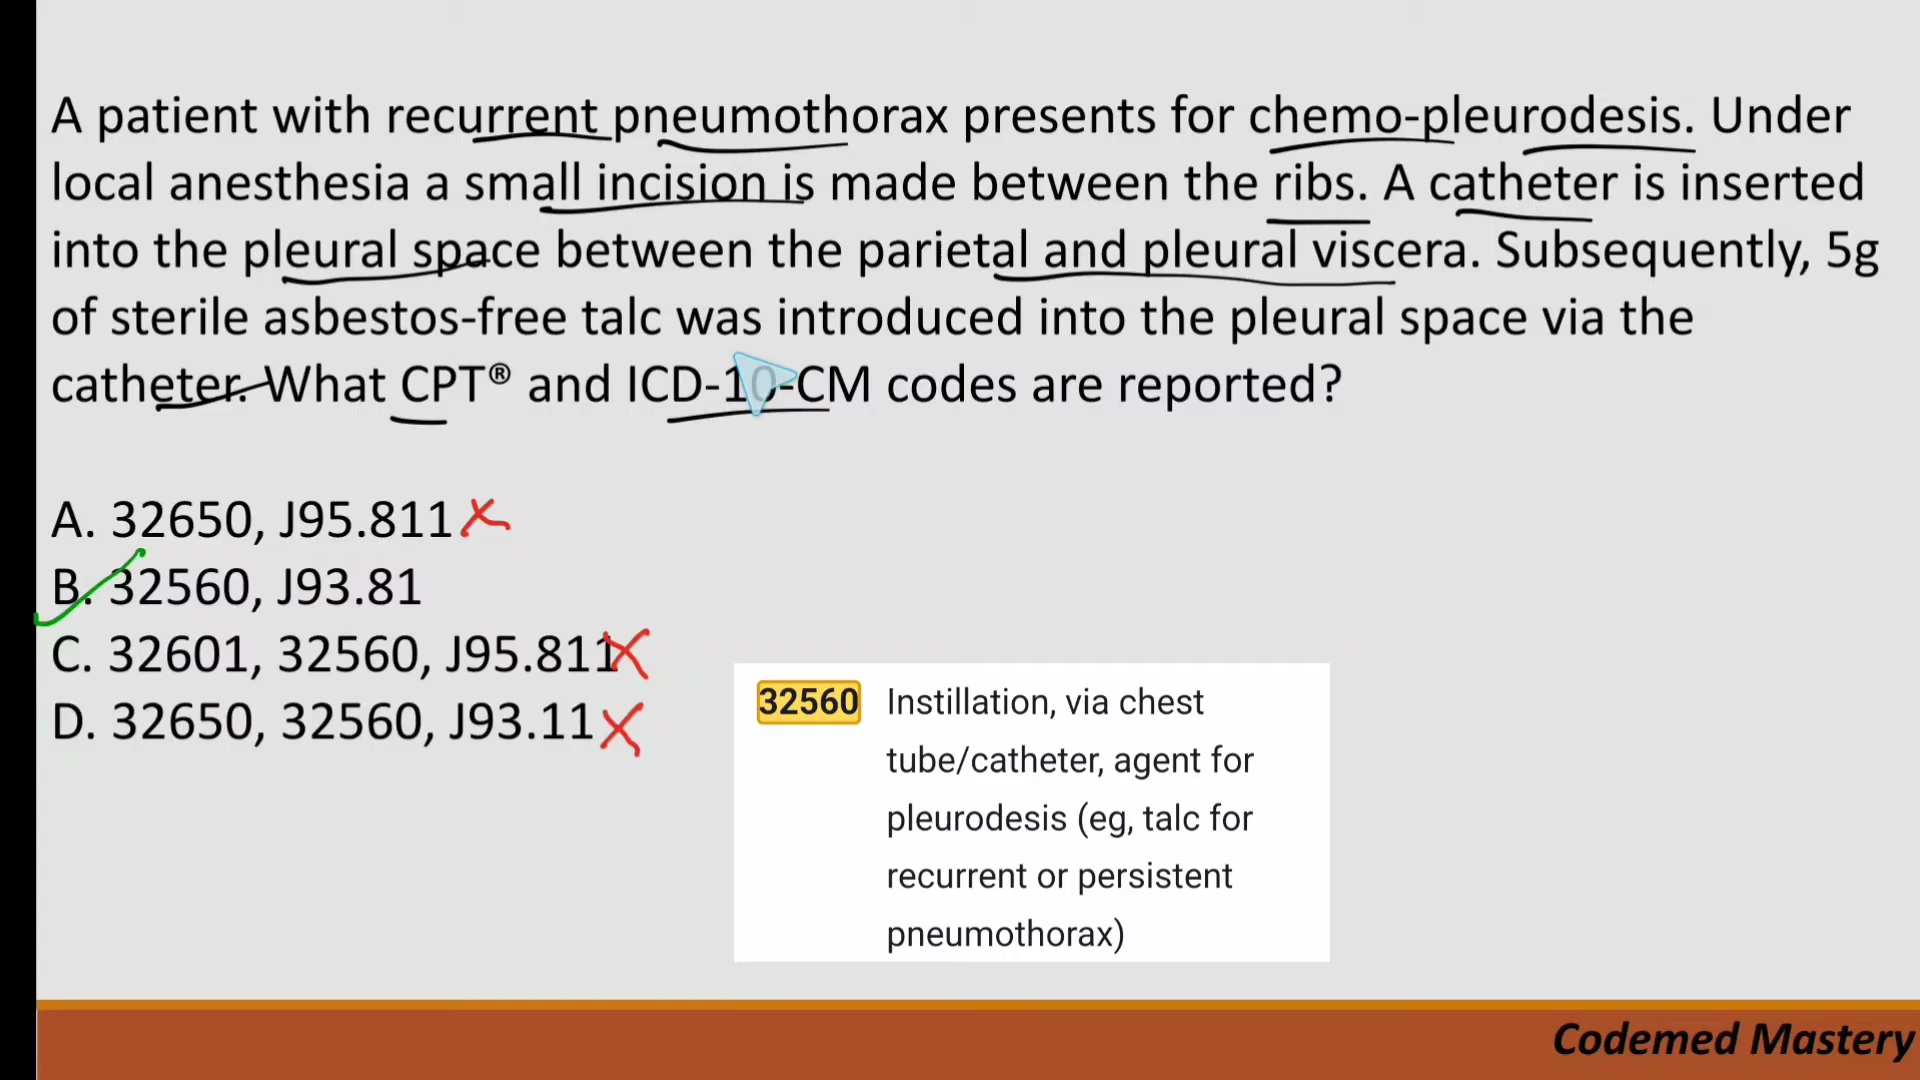 A patient with recurrent pneumothorax presents for chemo-pleurodesis. Under
local anesthesia a small incision is made between the ribs. A catheter is inserted
into the pleural space between the parietal and pleural viscera. Subsequently, 5g
of sterile asbestos-free talc was introduced into the pleural space via the
catheter. What CPT® and ICD-10-CM codes are reported?
A. 32650, J95.811
B. 32560, J93.81
C. 32601, 32560, J95.811
D. 32650, 32560, J93.11
32560 Instillation, via chest
tube/catheter, agent for
pleurodesis (eg, talc for
recurrent or persistent
pneumothorax)
Codemed Mastery